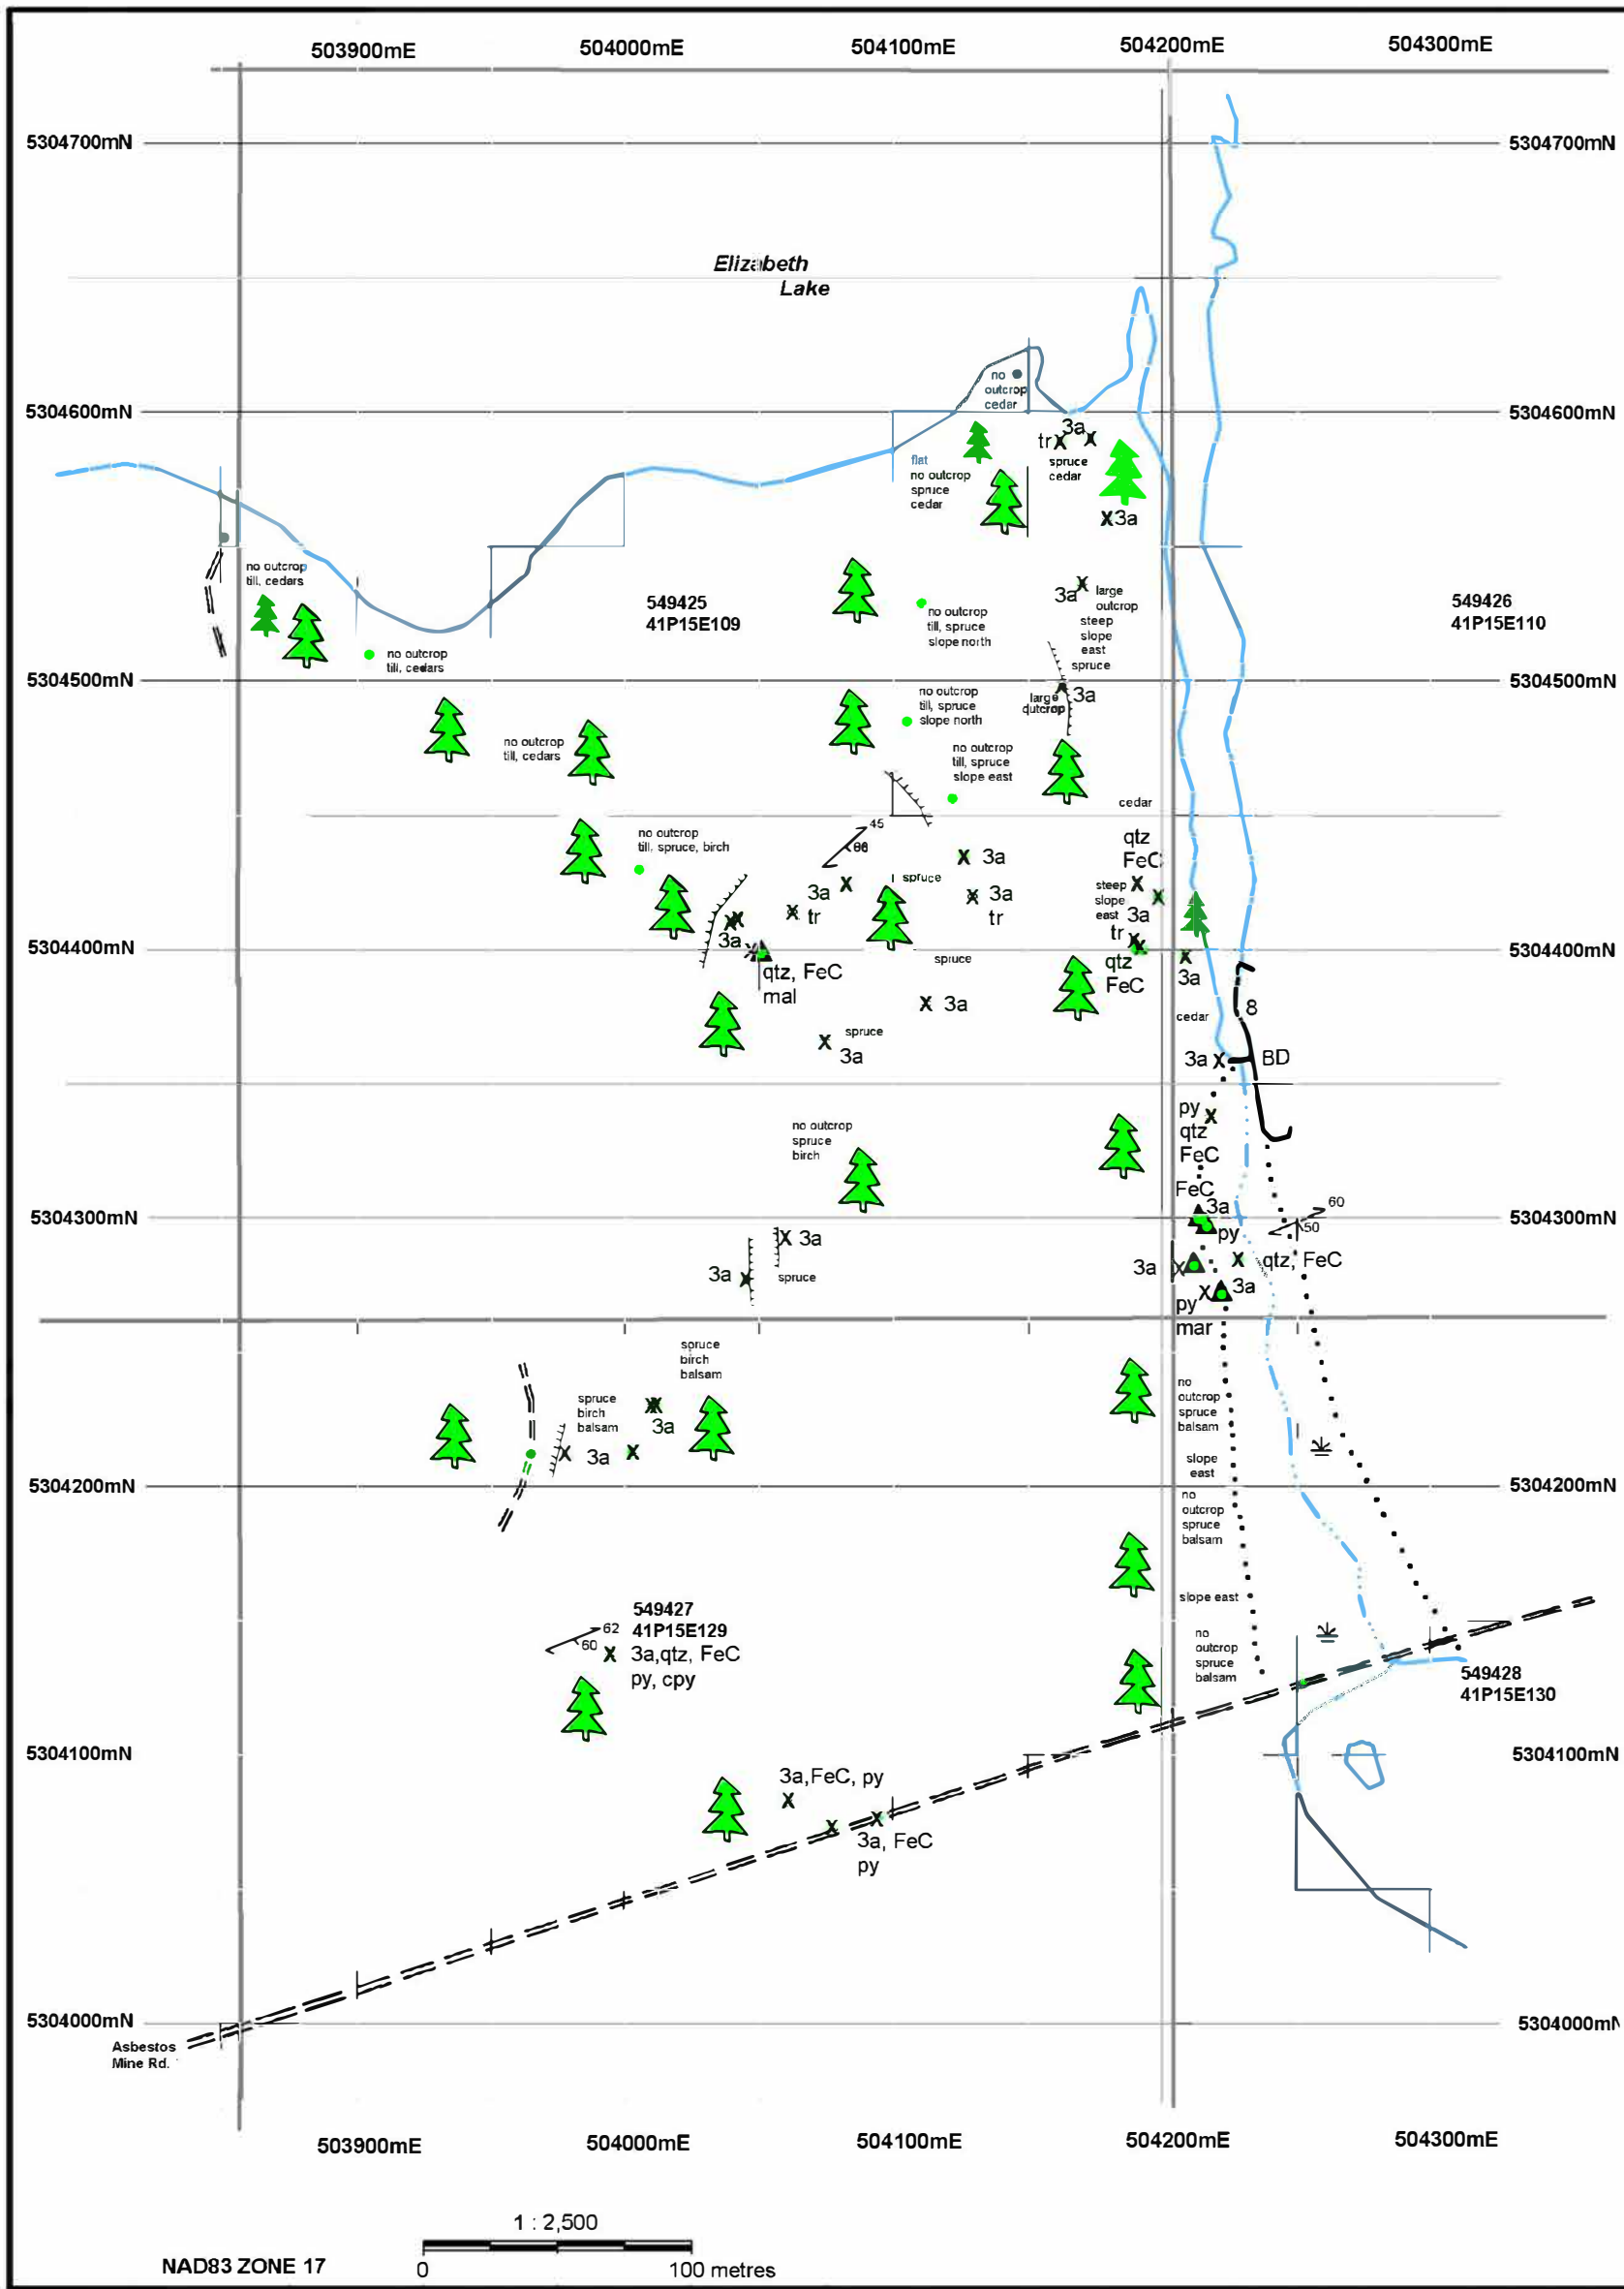 503900mE 504000mE 504100mE 504200mE 504300mE
5304700mN 5304700mN
Elizabeth
Lake
no
outcrop
cedar
5304600mN 5304600mN
3a
tr
spruce
cedar
flat
no outcrop
spruce
cedar
3a
no outcrop
till, cedars
549425
41P15E109
no outcrop
till, spruce
slope north
3a
large
outcrop
steep
slope
east
spruce
549426
41P15E110
no outcrop
till, cedars
5304500mN 5304500mN
no outcrop
till, spruce
slope north
large
outcrop
3a
no outcrop
till, cedars
no outcrop
till, spruce
slope east
cedar
45
no outcrop
till, spruce, birch
qtz
FeC
3a
spruce
3a
tr
3a
tr
steep
slope
east
3a
tr
3a
5304400mN 5304400mN
qtz, FeC
mal
spruce
qtz
FeC
3a
3a
8
cedar
spruce
3a
3a
BD
py
qtz
FeC
no outcrop
spruce
birch
FeC
3a
60
5304300mN 5304300mN
py
50
3a
3a
spruce
3a
qtz, FeC
3a
py
mar
spruce
birch
balsam
spruce
birch
balsam
3a
3a
no
outcrop
spruce
balsam
slope
east
5304200mN 5304200mN
no
outcrop
spruce
balsam
slope east
549427
41P15E129
62
60
3a,qtz, FeC
py, cpy
no
outcrop
spruce
balsam
549428
41P15E130
5304100mN 5304100mN
3a,FeC, py
3a, FeC
py
5304000mN 5304000mN
Asbestos
Mine Rd.
503900mE 504000mE 504100mE 504200mE 504300mE
1 : 2,500
NAD83 ZONE 17
0 100 metres